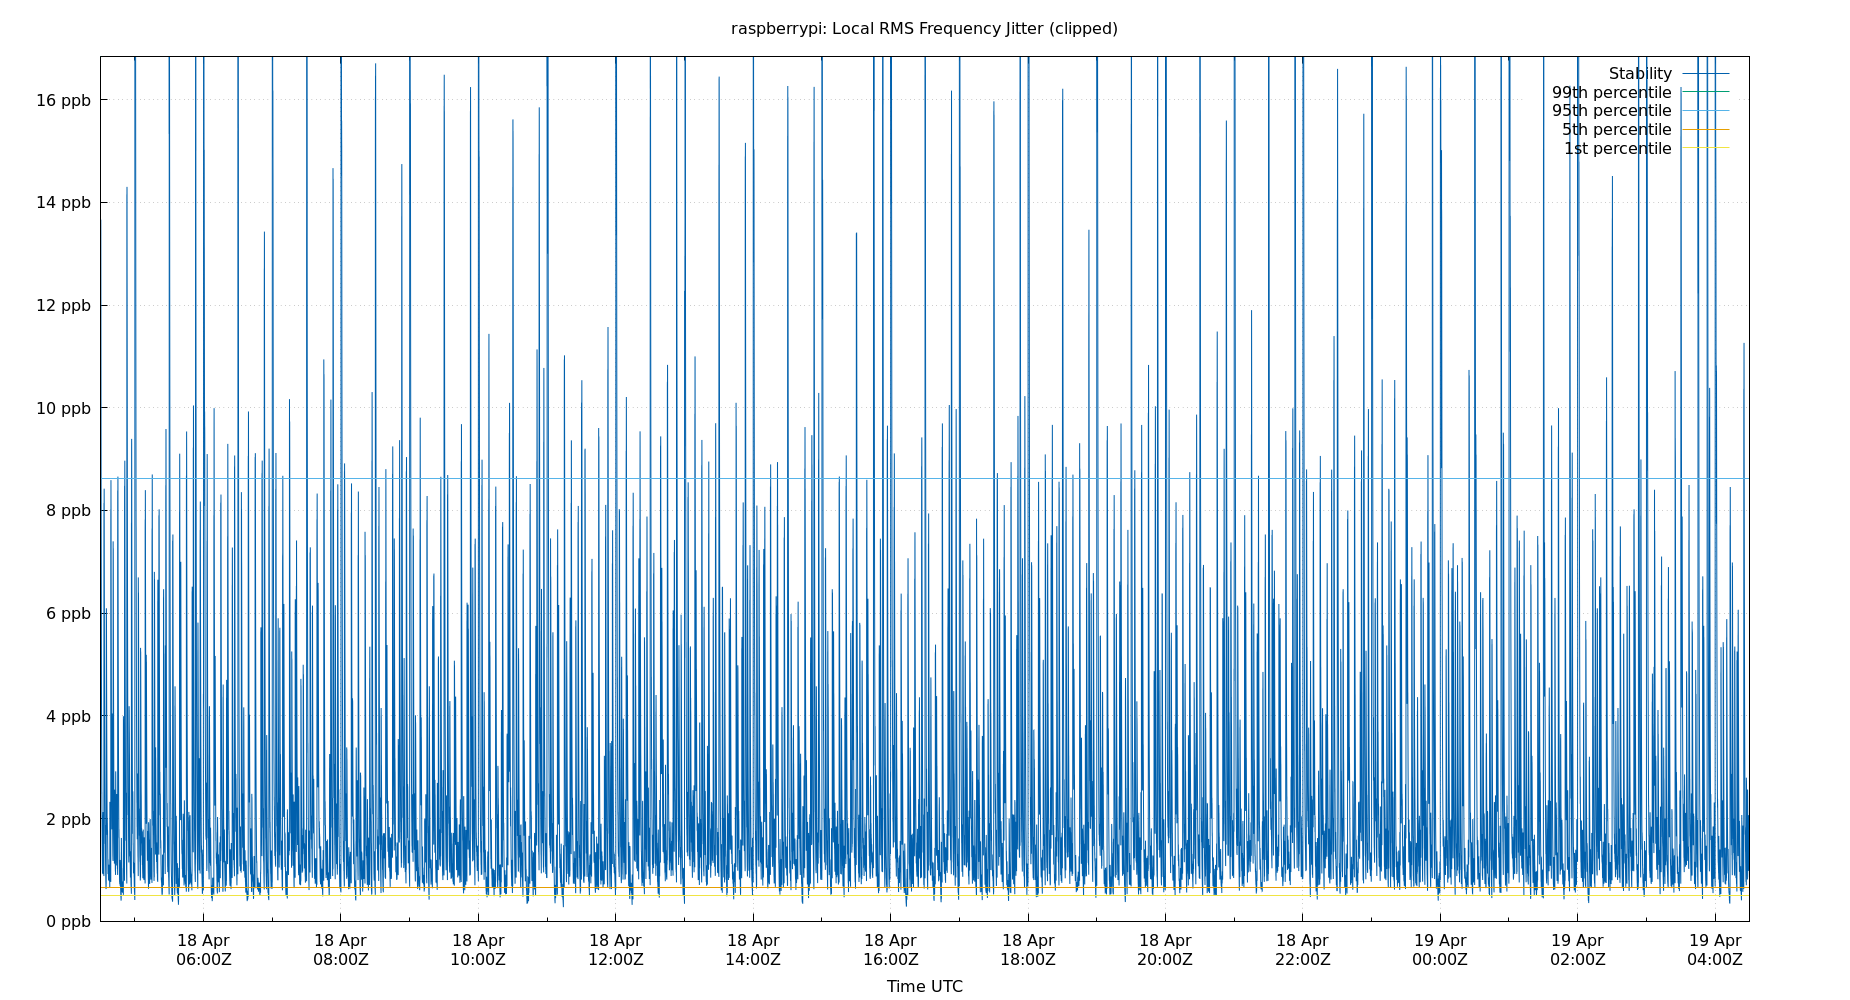 raspberrypi: Local RMS Frequency Jitter (clipped)
Stability
99th percentile
95th percentile
5th percentile
1st percentile
16 ppb
14 ppb
12 ppb
10 ppb
8 ppb
6 ppb
4 ppb
2 ppb
0 ppb
18 Apr 18 Apr 18 Apr 18 Apr 18 Apr 18 Apr 18 Apr 18 Apr 18 Apr 19 Apr 19 Apr 19 Apr
06:00Z 08:00Z 10:00Z 12:00Z 14:00Z 16:00Z 18:00Z 20:00Z 22:00Z 00:00Z 02:00Z 04:00Z
Time UTC